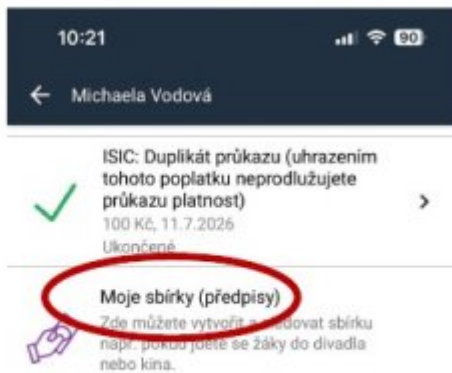 10:21
90
Michaela Vodová
ISIC: Duplikát průkazu (uhrazením
tohoto poplatku neprodlužujete
průkazu platnost)
100 Kč, 11.7.2026
Ukončené
Moje sbírky (předpisy)
Zde můžete vytvořit a sledovat sbírku
např. pokud jdete se žáky do divadla
nebo kina.